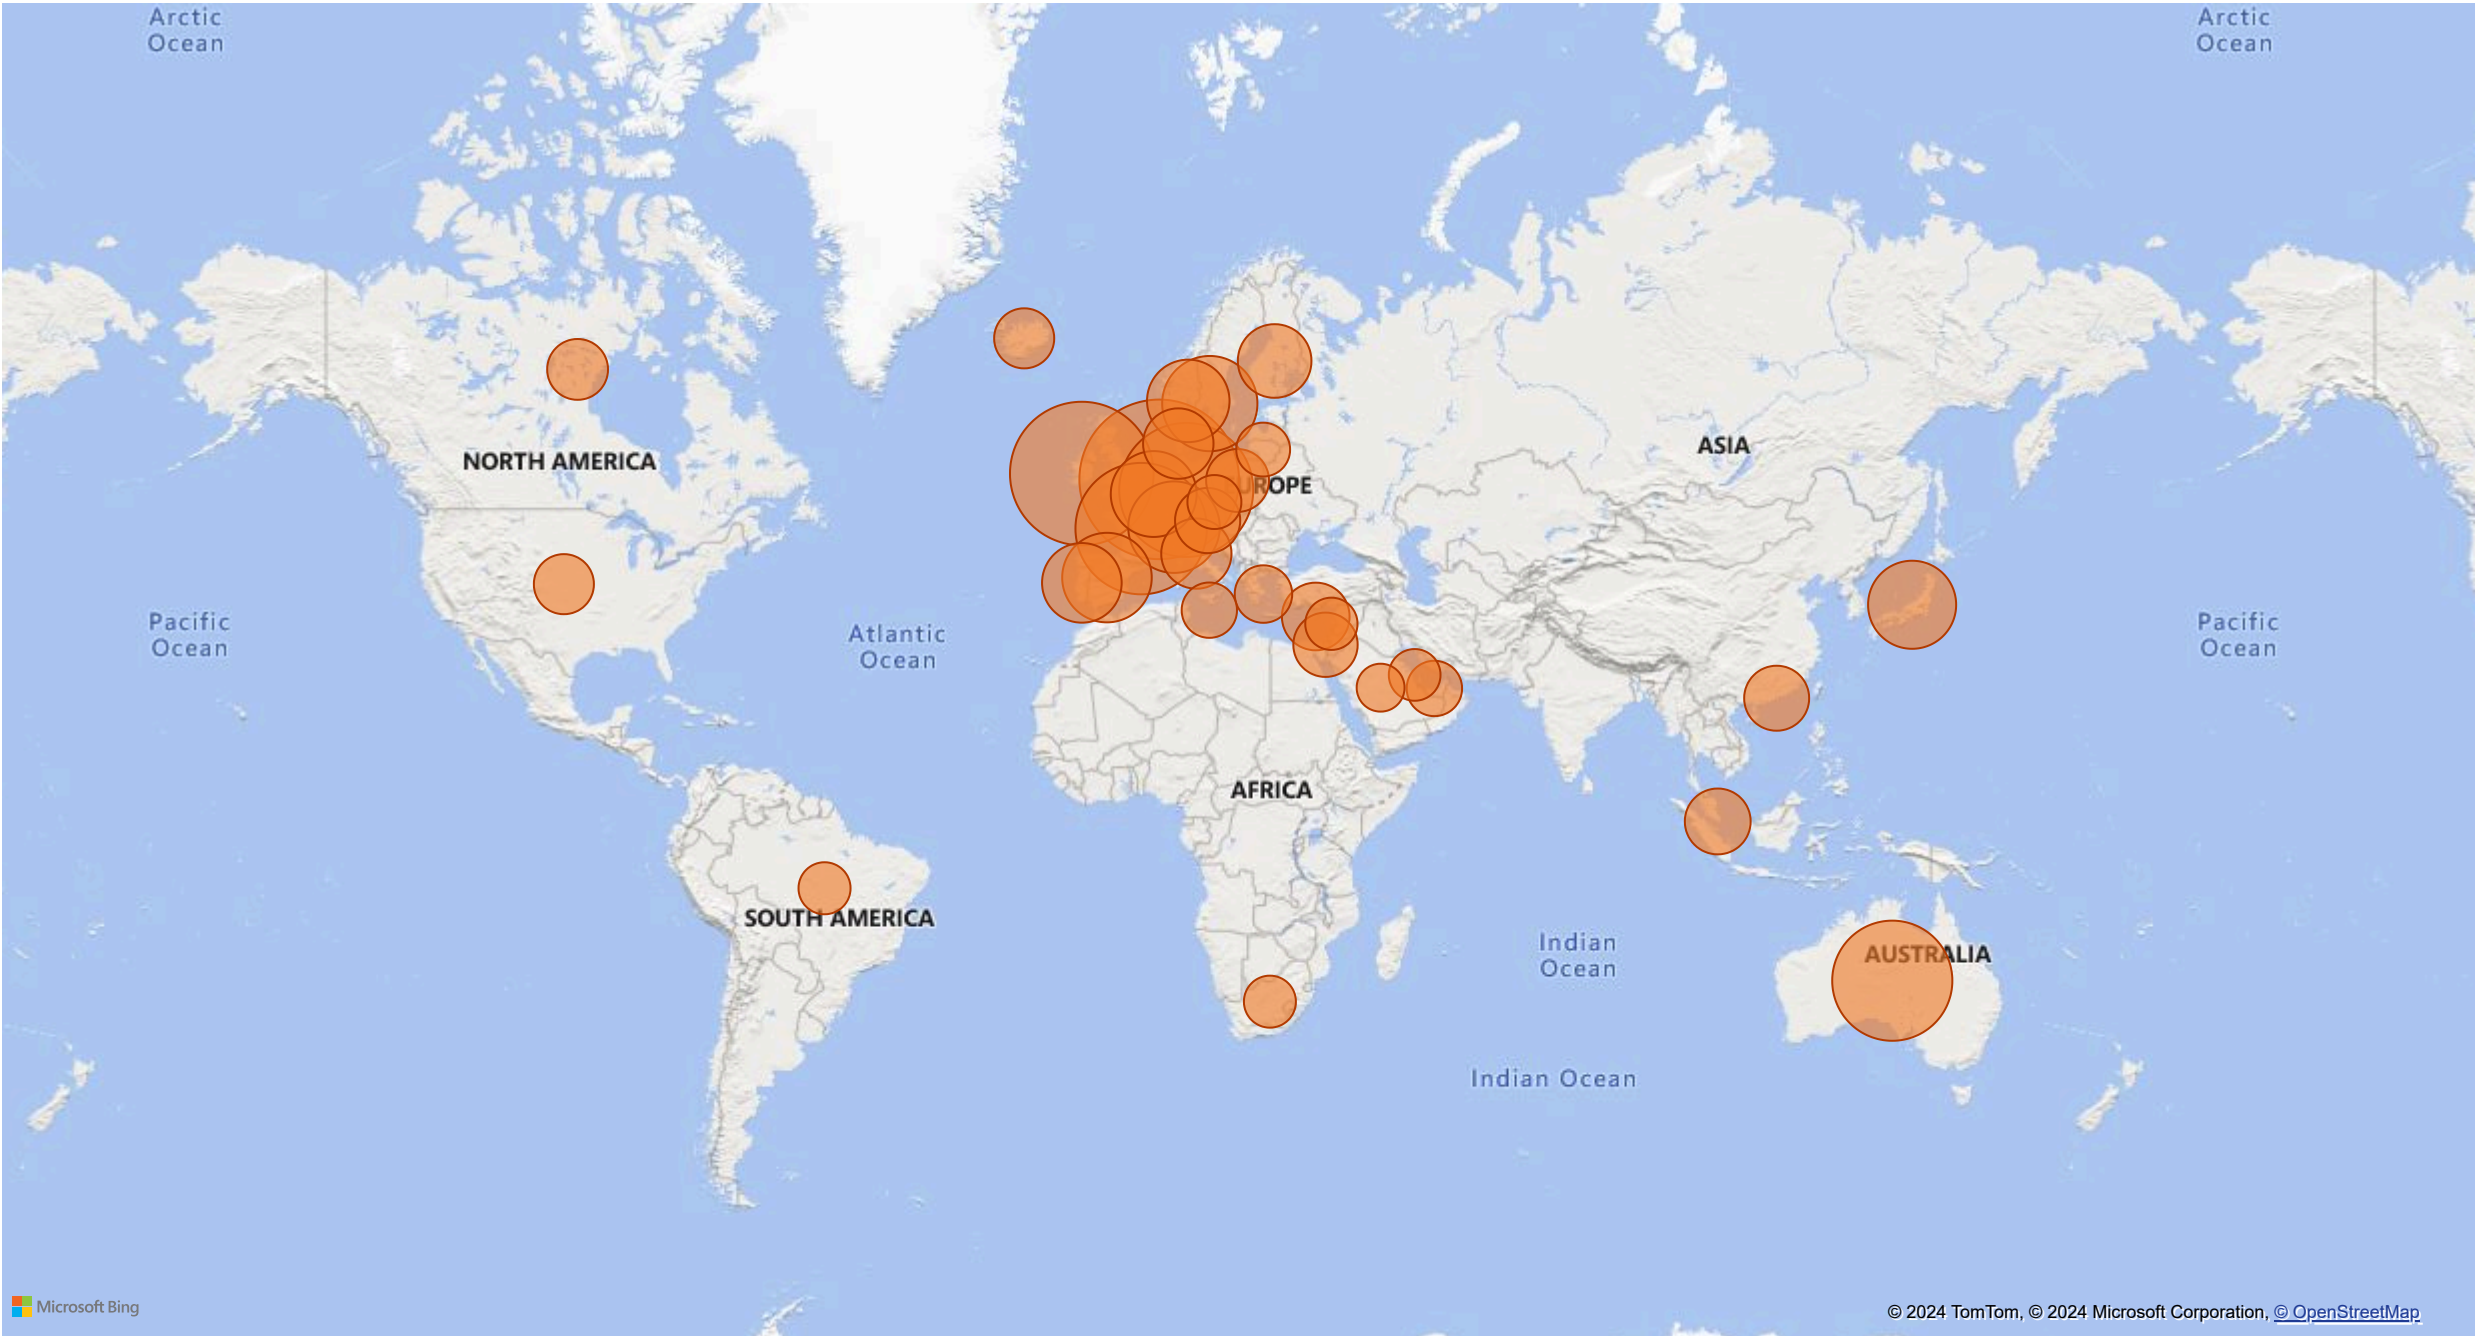 Arctic
Ocean
Arctic
Ocean
NORTH AMERICA
ASIA
UROPE
Pacific
Ocean
Atlantic
Ocean
Pacific
Ocean
AFRICA
SOUTH AMERICA
Indian
Ocean
AUSTRALIA
Indian Ocean
Microsoft Bing
© 2024 TomTom, © 2024 Microsoft Corporation, © OpenStreetMap